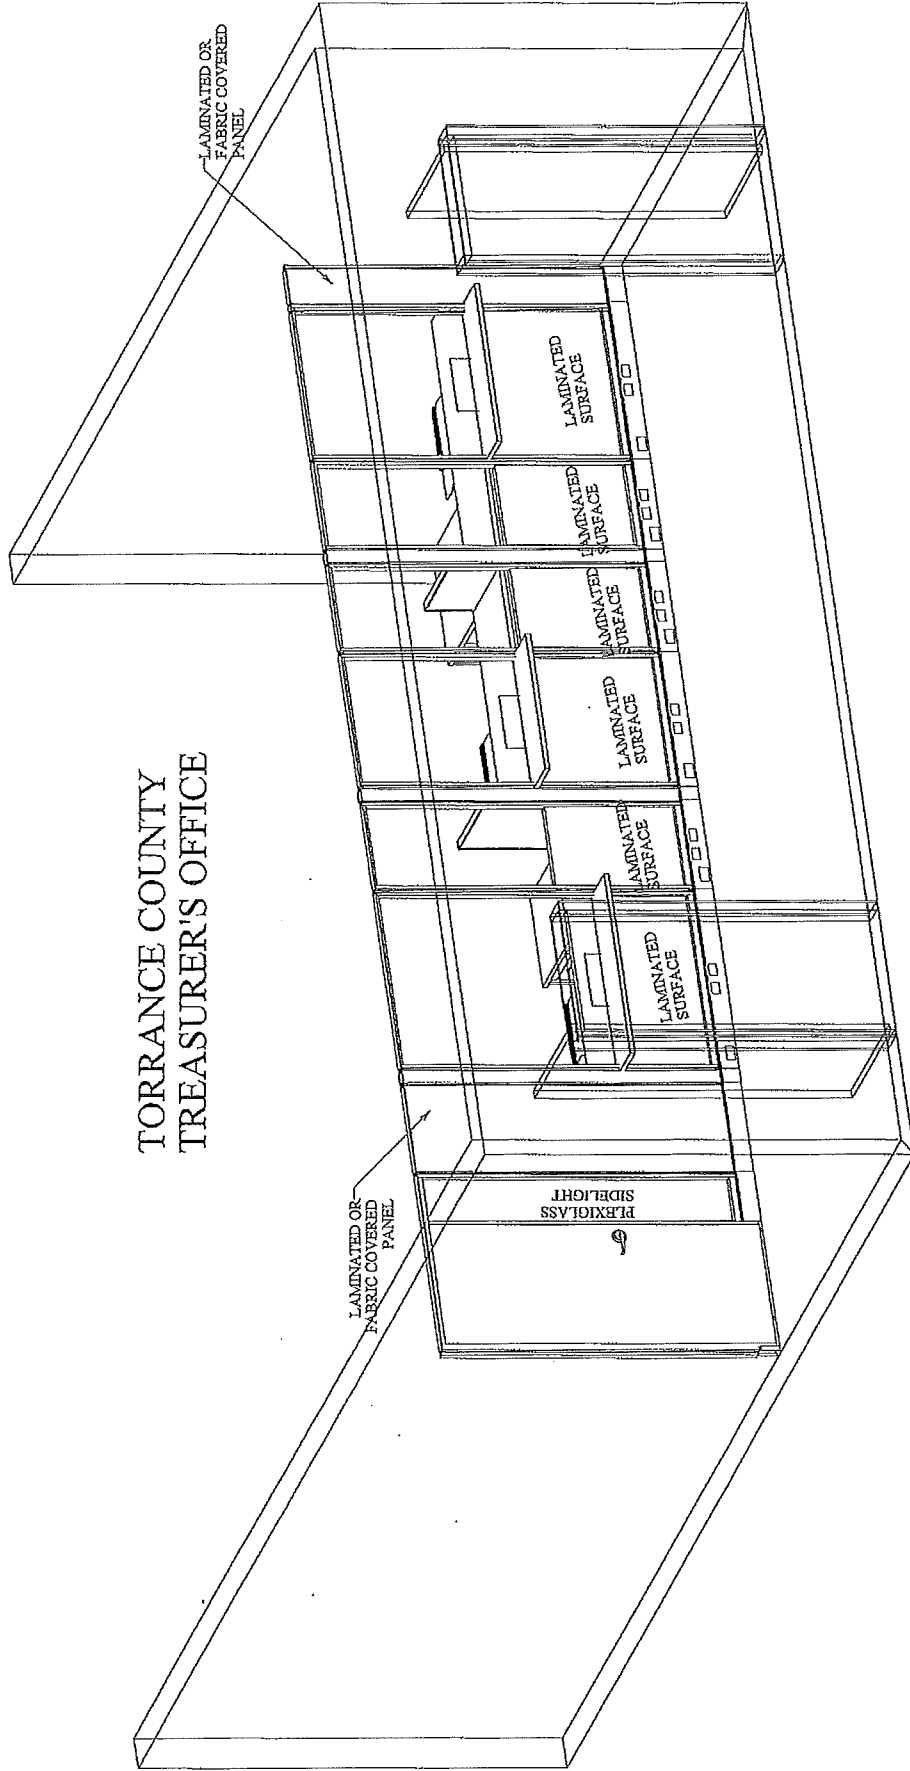 TORRANCE COUNTY
TREASURER'S OFFICE
LAMINATED OR
FABRIC COVERED
PANEL
PLEXIGLASS
SIDELIGHT
LAMINATED
SURFACE
LAMINATED
SURFACE
LAMINATED
SURFACE
LAMINATED
SURFACE
LAMINATED
SURFACE
LAMINATED
SURFACE
LAMINATED OR
FABRIC COVERED
PANEL